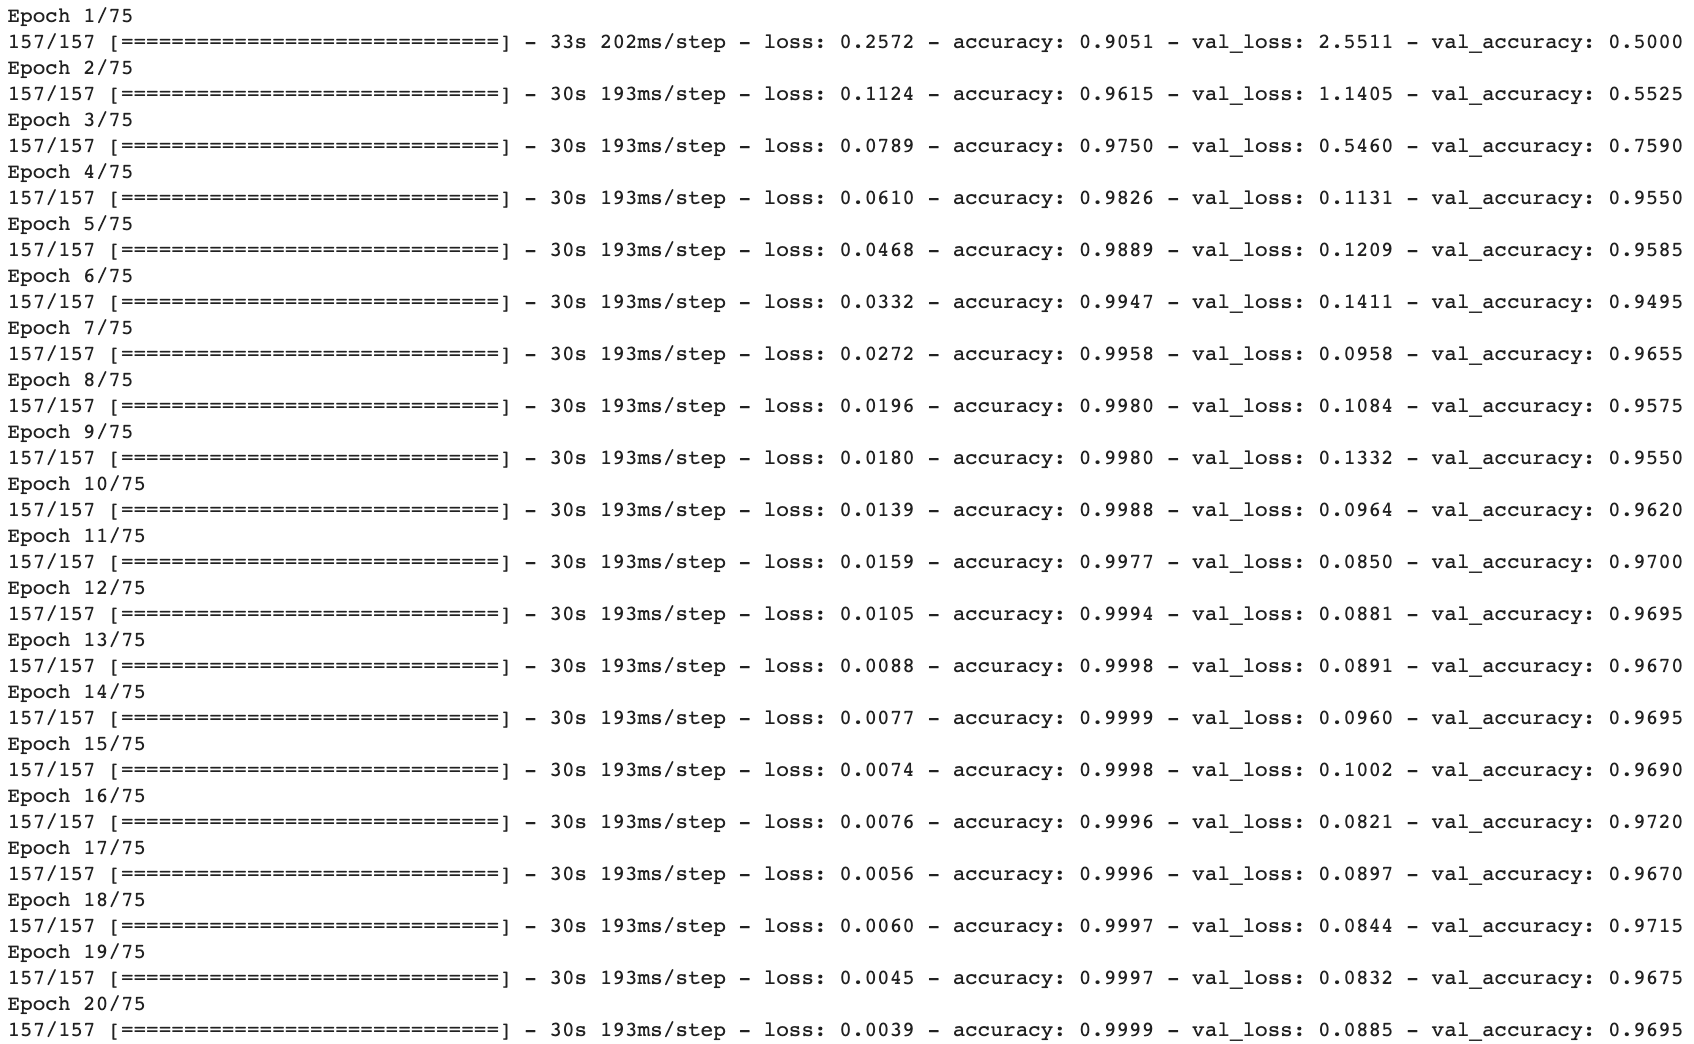 Epoch 1/75
157/157 [==============================] - 33s 202ms/step - loss: 0.2572 - accuracy: 0.9051 - val_loss: 2.5511 - val_accuracy: 0.5000
Epoch 2/75
157/157 [==============================] - 30s 193ms/step - loss: 0.1124 - accuracy: 0.9615 - val_loss: 1.1405 - val_accuracy: 0.5525
Epoch 3/75
157/157 [==============================] - 30s 193ms/step - loss: 0.0789 - accuracy: 0.9750 - val_loss: 0.5460 - val_accuracy: 0.7590
Epoch 4/75
157/157 [==============================] - 30s 193ms/step - loss: 0.0610 - accuracy: 0.9826 - val_loss: 0.1131 - val_accuracy: 0.9550
Epoch 5/75
157/157 [==============================] - 30s 193ms/step - loss: 0.0468 - accuracy: 0.9889 - val_loss: 0.1209 - val_accuracy: 0.9585
Epoch 6/75
157/157 [==============================] - 30s 193ms/step - loss: 0.0332 - accuracy: 0.9947 - val_loss: 0.1411 - val_accuracy: 0.9495
Epoch 7/75
157/157 [==============================] - 30s 193ms/step - loss: 0.0272 - accuracy: 0.9958 - val_loss: 0.0958 - val_accuracy: 0.9655
Epoch 8/75
157/157 [==============================] - 30s 193ms/step - loss: 0.0196 - accuracy: 0.9980 - val_loss: 0.1084 - val_accuracy: 0.9575
Epoch 9/75
157/157 [==============================] - 30s 193ms/step - loss: 0.0180 - accuracy: 0.9980 - val_loss: 0.1332 - val_accuracy: 0.9550
Epoch 10/75
157/157 [==============================] - 30s 193ms/step - loss: 0.0139 - accuracy: 0.9988 - val_loss: 0.0964 - val_accuracy: 0.9620
Epoch 11/75
157/157 [==============================] - 30s 193ms/step - loss: 0.0159 - accuracy: 0.9977 - val_loss: 0.0850 - val_accuracy: 0.9700
Epoch 12/75
157/157 [==============================] - 30s 193ms/step - loss: 0.0105 - accuracy: 0.9994 - val_loss: 0.0881 - val_accuracy: 0.9695
Epoch 13/75
157/157 [==============================] - 30s 193ms/step - loss: 0.0088 - accuracy: 0.9998 - val_loss: 0.0891 - val_accuracy: 0.9670
Epoch 14/75
157/157 [==============================] - 30s 193ms/step - loss: 0.0077 - accuracy: 0.9999 - val_loss: 0.0960 - val_accuracy: 0.9695
Epoch 15/75
157/157 [==============================] - 30s 193ms/step - loss: 0.0074 - accuracy: 0.9998 - val_loss: 0.1002 - val_accuracy: 0.9690
Epoch 16/75
157/157 [==============================] - 30s 193ms/step - loss: 0.0076 - accuracy: 0.9996 - val_loss: 0.0821 - val_accuracy: 0.9720
Epoch 17/75
157/157 [==============================] - 30s 193ms/step - loss: 0.0056 - accuracy: 0.9996 - val_loss: 0.0897 - val_accuracy: 0.9670
Epoch 18/75
157/157 [==============================] - 30s 193ms/step - loss: 0.0060 - accuracy: 0.9997 - val_loss: 0.0844 - val_accuracy: 0.9715
Epoch 19/75
157/157 [==============================] - 30s 193ms/step - loss: 0.0045 - accuracy: 0.9997 - val_loss: 0.0832 - val_accuracy: 0.9675
Epoch 20/75
157/157 [==============================] - 30s 193ms/step - loss: 0.0039 - accuracy: 0.9999 - val_loss: 0.0885 - val_accuracy: 0.9695